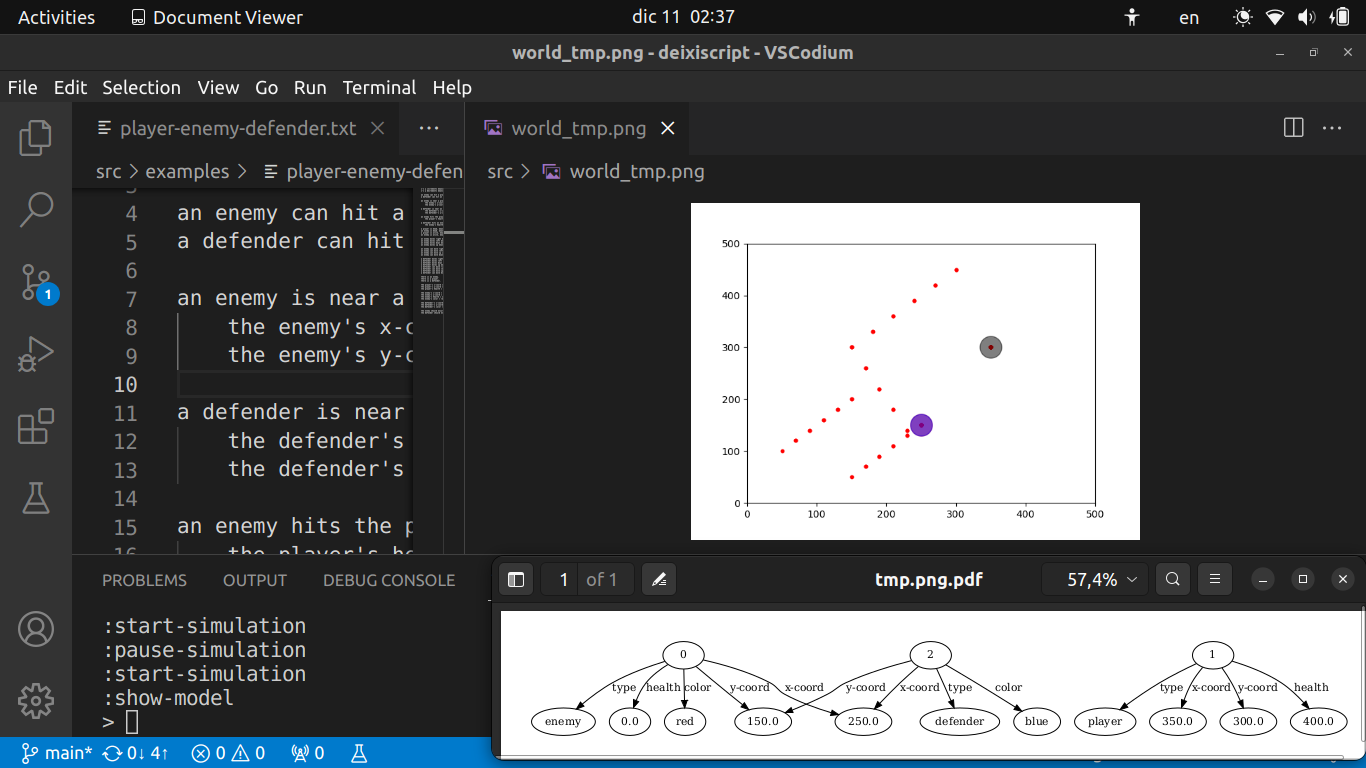 Activities Document Viewer dic 11 02:37 en
world_tmp.png - deixiscript - VSCodium
File Edit Selection View Go Run Terminal Help
player-enemy-defender.txt
src examples player-enemy-defen
4 an enemy can hit a
5 a defender can hit
6
7 an enemy is near a
8 the enemy's x-c
9 the enemy's y-c
10
11 a defender is near
12 the defender's
13 the defender's
14
15 an enemy hits the p
16 the player's he
1
world_tmp.png
src world_tmp.png
500
400
300
200
100
0
0 100 200 300 400 500
PROBLEMS OUTPUT DEBUG CONSOLE
:start-simulation
:pause-simulation
:start-simulation
:show-model
>
1 of 1 tmp.png.pdf 57,4%
0 2 1
type health color y-coord x-coord y-coord x-coord type color type x-coord y-coord health
enemy 0.0 red 150.0 250.0 defender blue player 350.0 300.0 400.0
main* 0↓ 4↑ 0 0 0